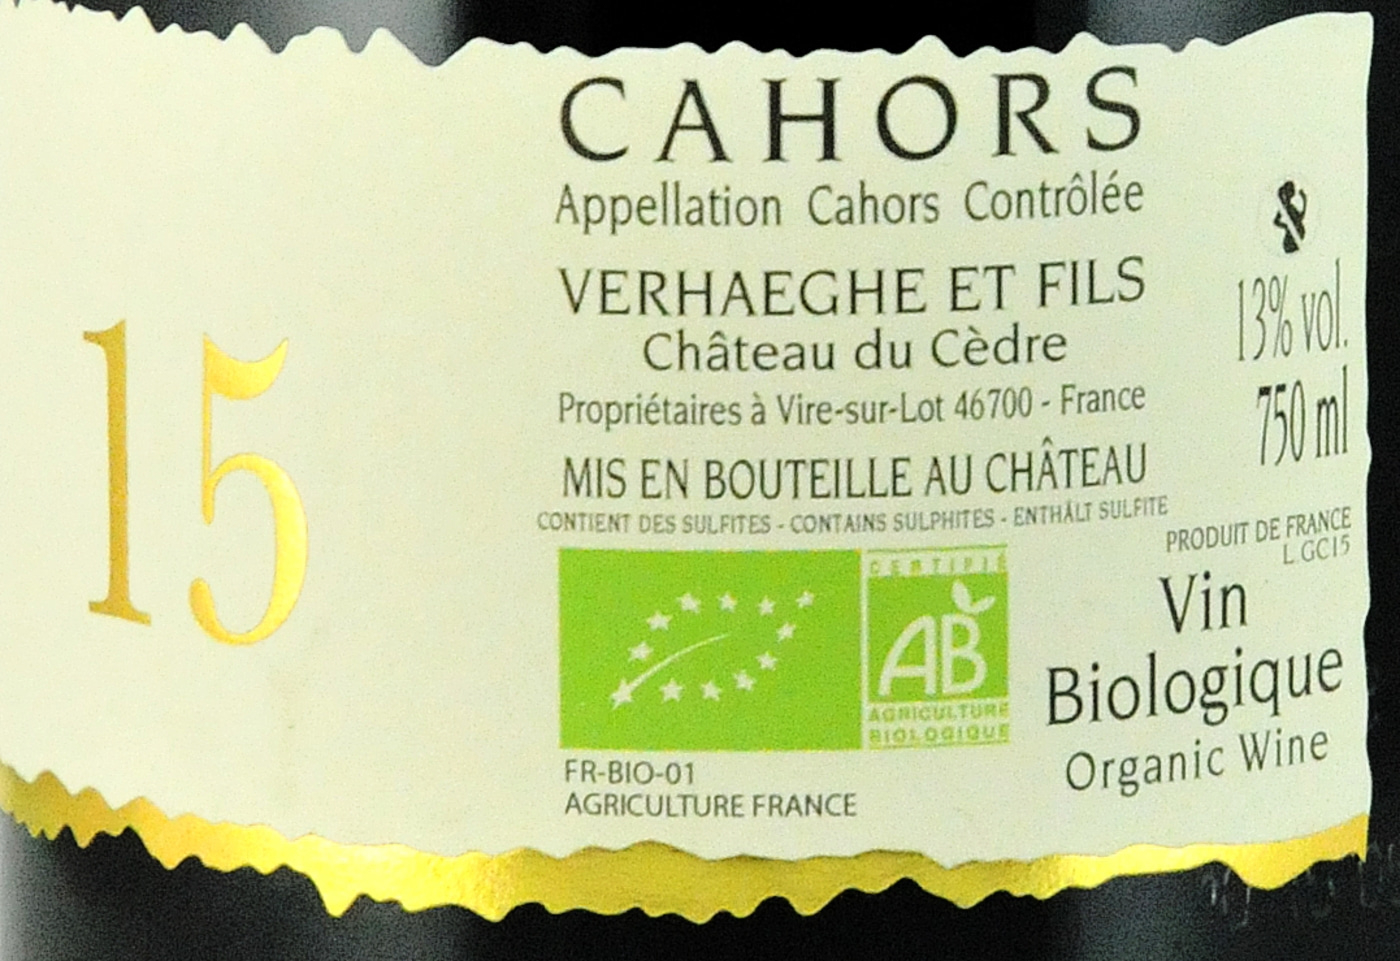 15
CAHORS
Appellation Cahors Contrôlée
VERHAEGHE ET FILS
Château du Cèdre
Propriétaires à Vire-sur-Lot 46700 - France
MIS EN BOUTEILLE AU CHÂTEAU
CONTIENT DES SULFITES - CONTAINS SULPHITES - ENTHÄLT SULFITE
CERTIFIÉ
AB
AGRICULTURE
BIOLOGIQUE
FR-BIO-01
AGRICULTURE FRANCE
13% vol.
750 ml
PRODUIT DE FRANCE
L GC15
Vin
Biologique
Organic Wine